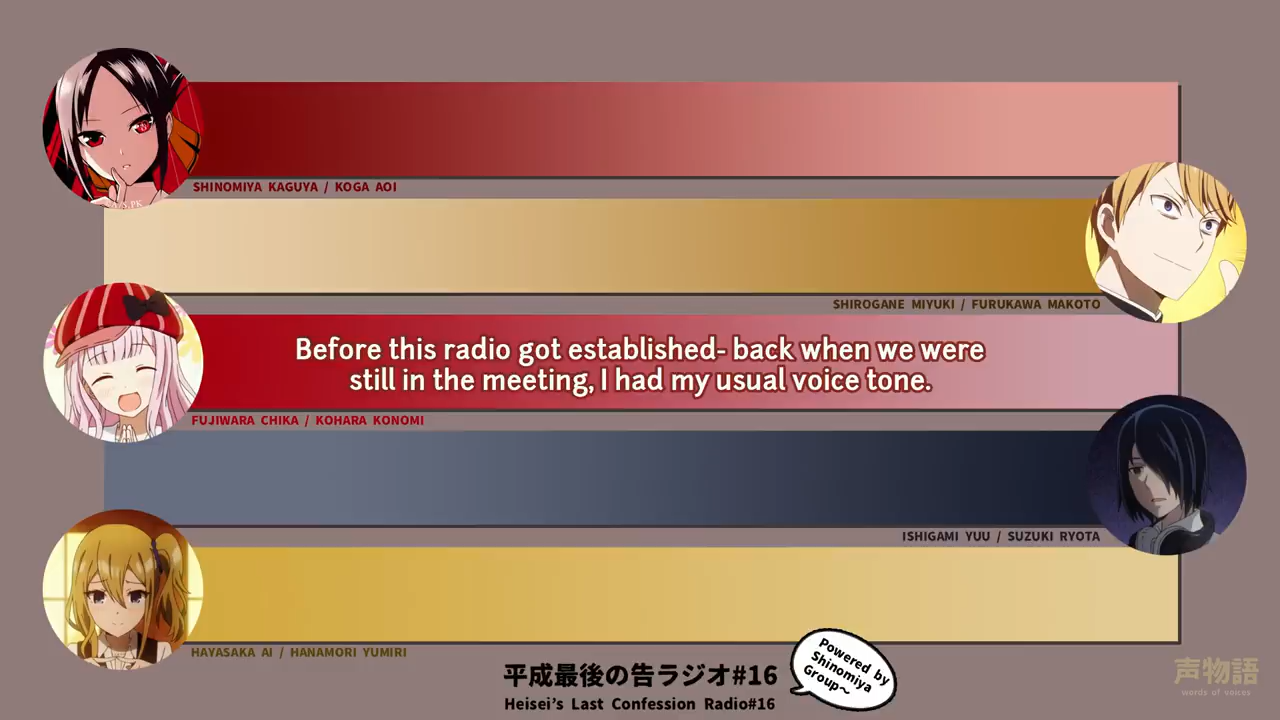 SHINOMIYA KAGUYA / KOGA AOI
SHIROGANE MIYUKI / FURUKAWA MAKOTO
Before this radio got established- back when we were
still in the meeting, I had my usual voice tone.
FUJIWARA CHIKA / KOHARA KONOMI
ISHIGAMI YUU / SUZUKI RYOTA
HAYASAKA AI / HANAMORI YUMIRI
平成最後の告ラジオ#16
Heisei's Last Confession Radio#16
Powered by
Shinomiya
Group~
声物語
words of voices